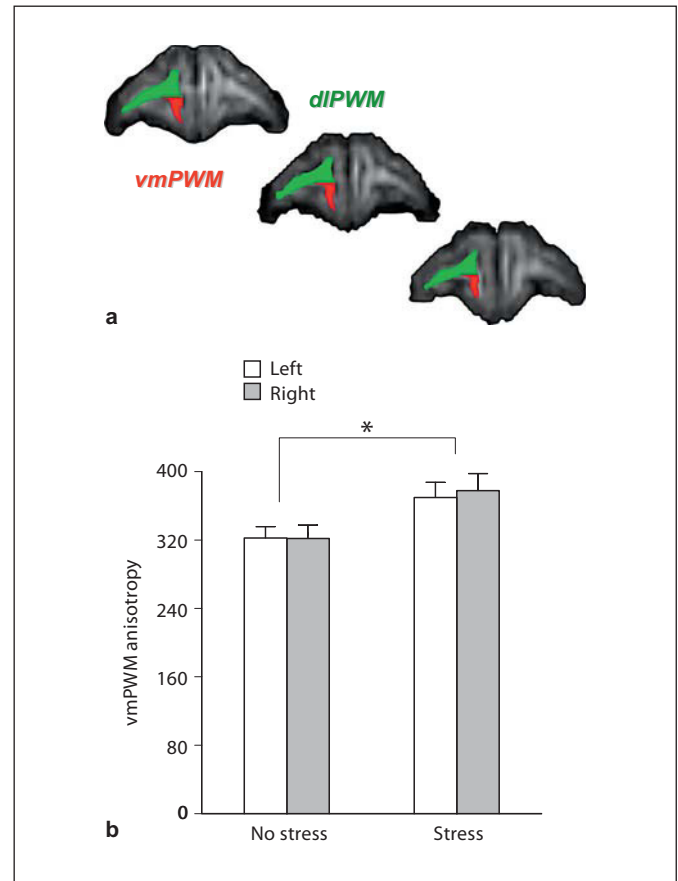 dlPWM
vmPWM
a
Left
Right
*
400
320
240
160
80
0
vmPWM anisotropy
No stress
Stress
b